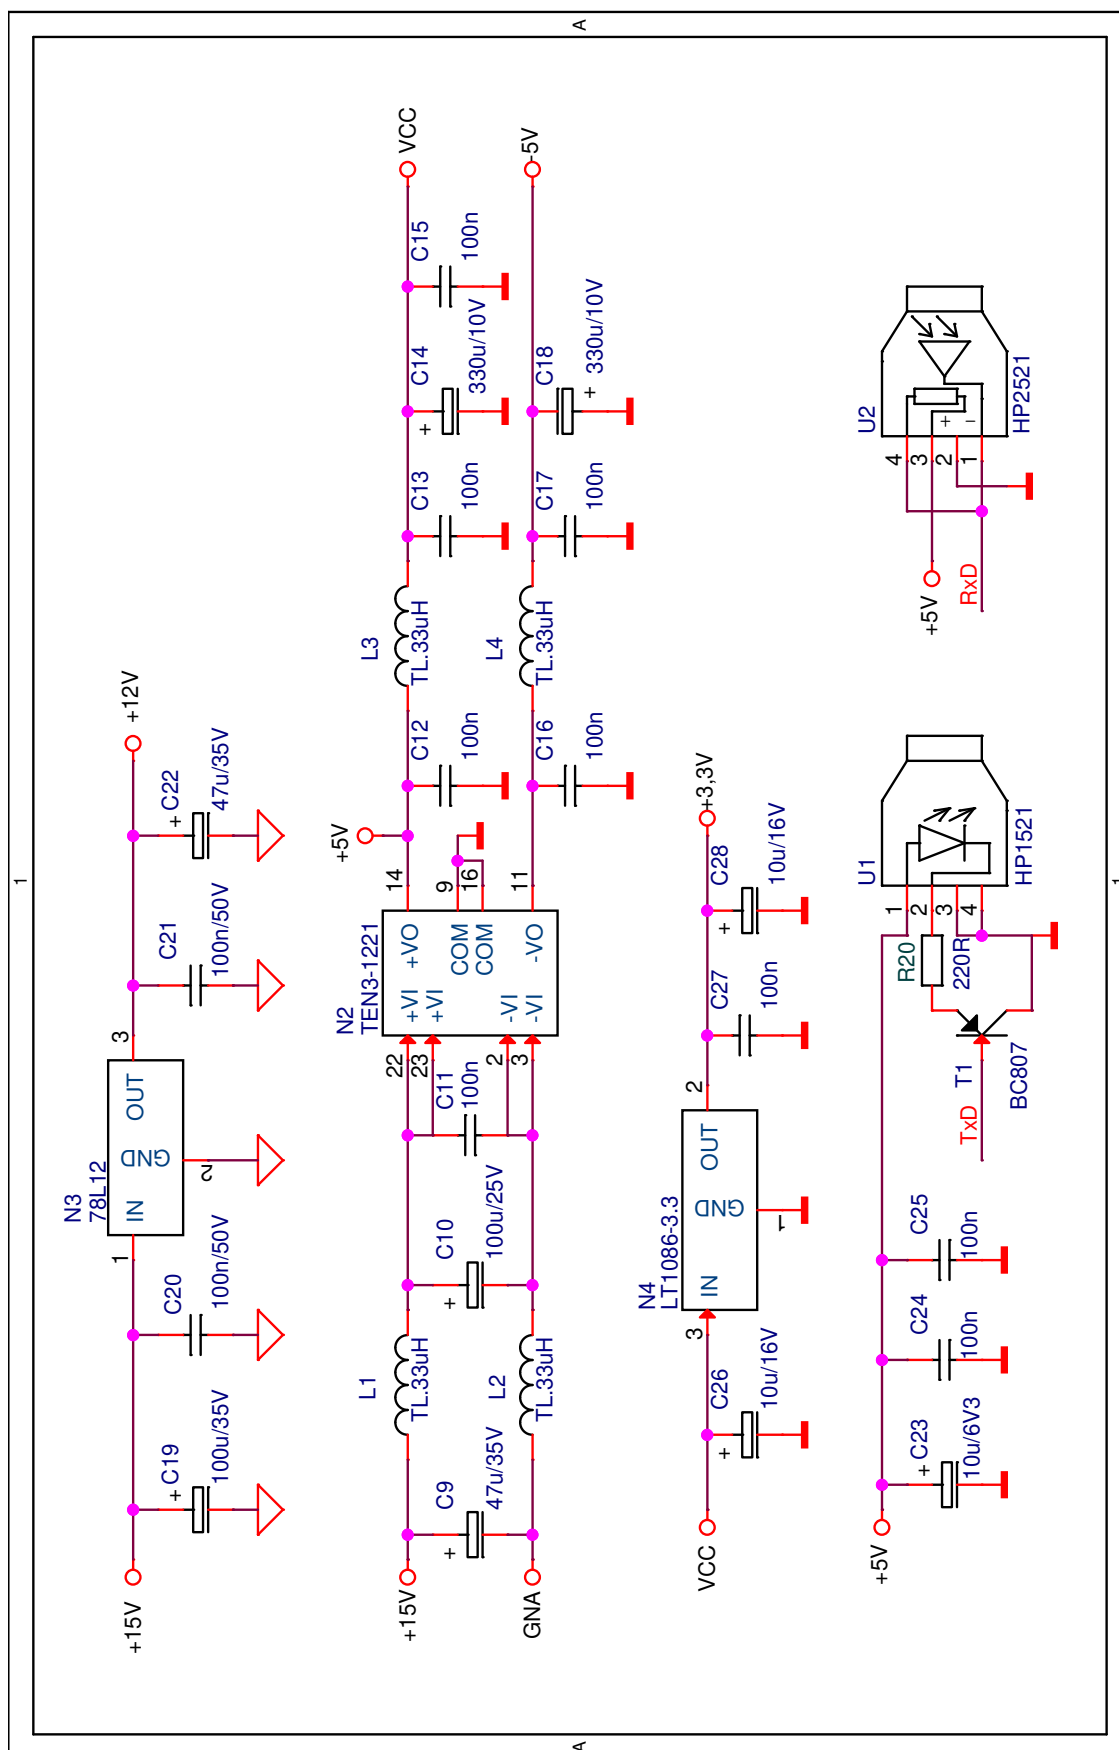 A
1
+15V
+ C19
100u/35V
C20
100n/50V
1
N3
78L12
IN
GND
OUT
2
3
C21
100n/50V
+ C22
47u/35V
+12V
+15V
GNA
C9
+
47u/35V
L1
TL.33uH
L2
TL.33uH
C10
+
100u/25V
C11
100n
22
23
2
3
N2
TEN3-1221
+VI
+VI
-VI
-VI
+VO
COM
COM
-VO
14
9
16
11
+5V
C12
100n
C16
100n
L3
TL.33uH
L4
TL.33uH
C13
100n
C17
100n
C14
+
330u/10V
C18
+
330u/10V
C15
100n
VCC
-5V
VCC
C26
+
10u/16V
3
N4
LT1086-3.3
IN
GND
OUT
1
2
C27
100n
C28
+
10u/16V
+3,3V
+5V
+ C23
10u/6V3
C24
100n
C25
100n
TxD
T1
BC807
R20
220R
1
2
3
4
U1
HP1521
+5V
RxD
4
3
2
1
U2
+
-
HP2521
1
A